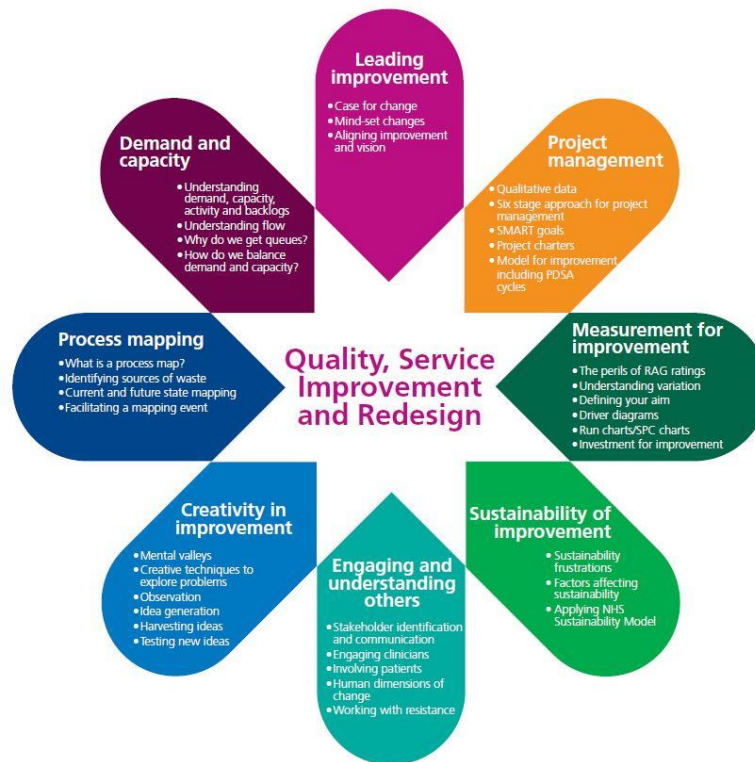 Leading
improvement
• Case for change
• Mind-set changes
• Aligning improvement
and vision
Project
management
• Qualitative data
• Six stage approach for project
management
• SMART goals
• Project charters
• Model for improvement
including PDSA
cycles
Measurement for
improvement
• The perils of RAG ratings
• Understanding variation
• Defining your aim
• Driver diagrams
• Run charts/SPC charts
• Investment for improvement
Sustainability of
improvement
• Sustainability
frustrations
• Factors affecting
sustainability
• Applying NHS
Sustainability Model
Engaging and
understanding
others
• Stakeholder identification
and communication
• Engaging clinicians
• Involving patients
• Human dimensions of
change
• Working with resistance
Creativity in
improvement
• Mental valleys
• Creative techniques to
explore problems
• Observation
• Idea generation
• Harvesting ideas
• Testing new ideas
Process mapping
• What is a process map?
• Identifying sources of waste
• Current and future state mapping
• Facilitating a mapping event
Demand and
capacity
• Understanding
demand, capacity,
activity and backlogs
• Understanding flow
• Why do we get queues?
• How do we balance
demand and capacity?
Quality, Service
Improvement
and Redesign